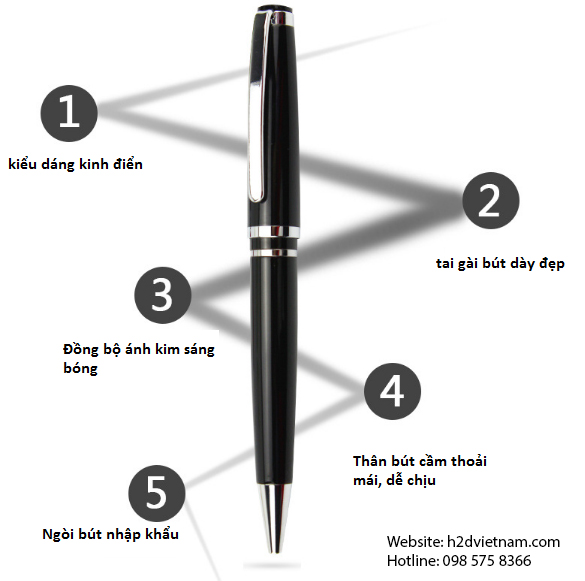 1
kiểu dáng kinh điển
2
tai gài bút dày đẹp
3
Đồng bộ ánh kim sáng
bóng
4
Thân bút cầm thoải
mái, dễ chịu
5
Ngòi bút nhập khẩu
Website: h2dvietnam.com
Hotline: 098 575 8366